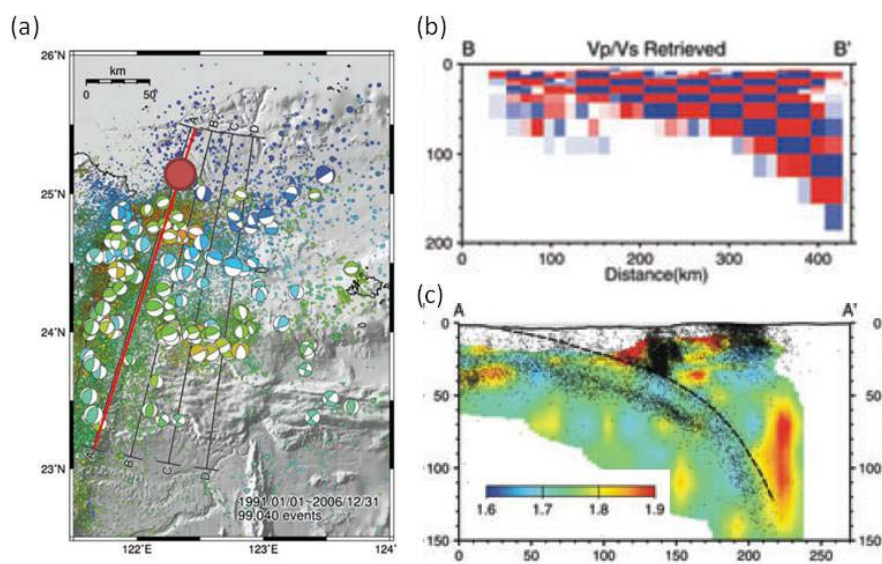 (a)
26°N
km
0 50
25°N
24°N
23°N
122°E 123°E 124°
A
B'
C
D
A
B
C
D
1991/01/01~2006/12/31
99,040 events
(b)
B Vp/Vs Retrieved B'
0
100
200
0 100 200 300 400
Distance(km)
(c)
A A'
0 0
50 50
100 100
150 150
1.6 1.7 1.8 1.9
0 50 100 150 200 250